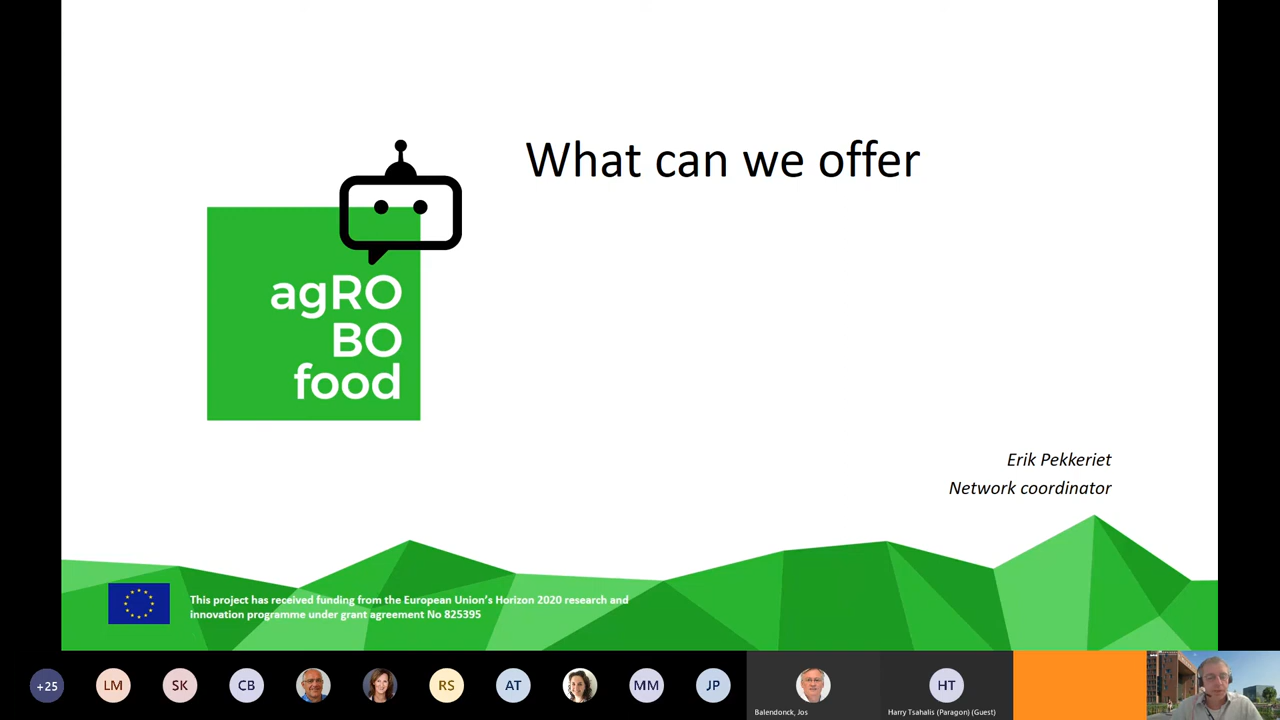 What can we offer
agRO
BO
food
Erik Pekkeriet
Network coordinator
This project has received funding from the European Union's Horizon 2020 research and
innovation programme under grant agreement No 825395
+25
LM
SK
CB
RS
AT
MM
JP
HT
Balendonck, Jos
Harry Tsahalis (Paragon) (Guest)